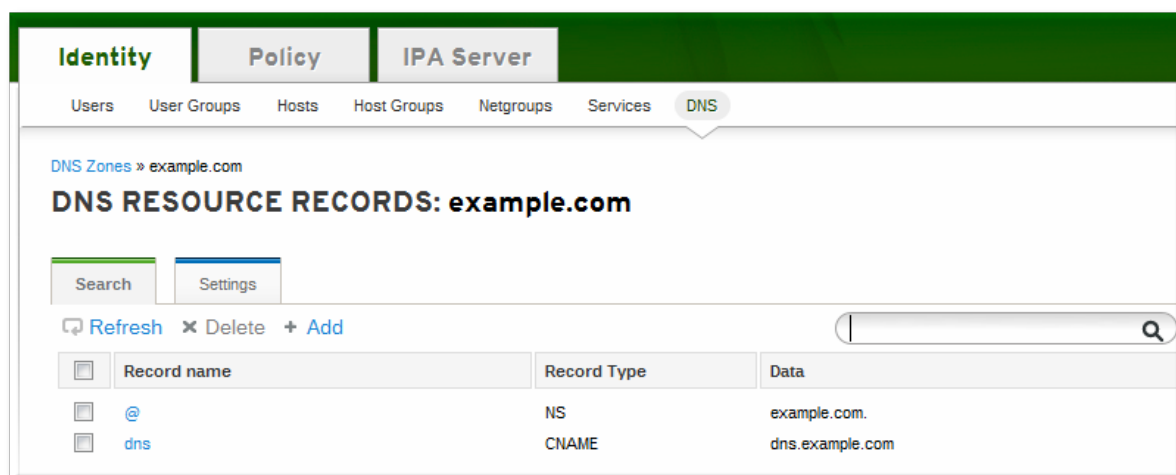 Identity Policy IPA Server
Users User Groups Hosts Host Groups Netgroups Services DNS
DNS Zones » example.com
DNS RESOURCE RECORDS: example.com
Search Settings
Refresh Delete + Add
Record name Record Type Data
@ NS example.com.
dns CNAME dns.example.com